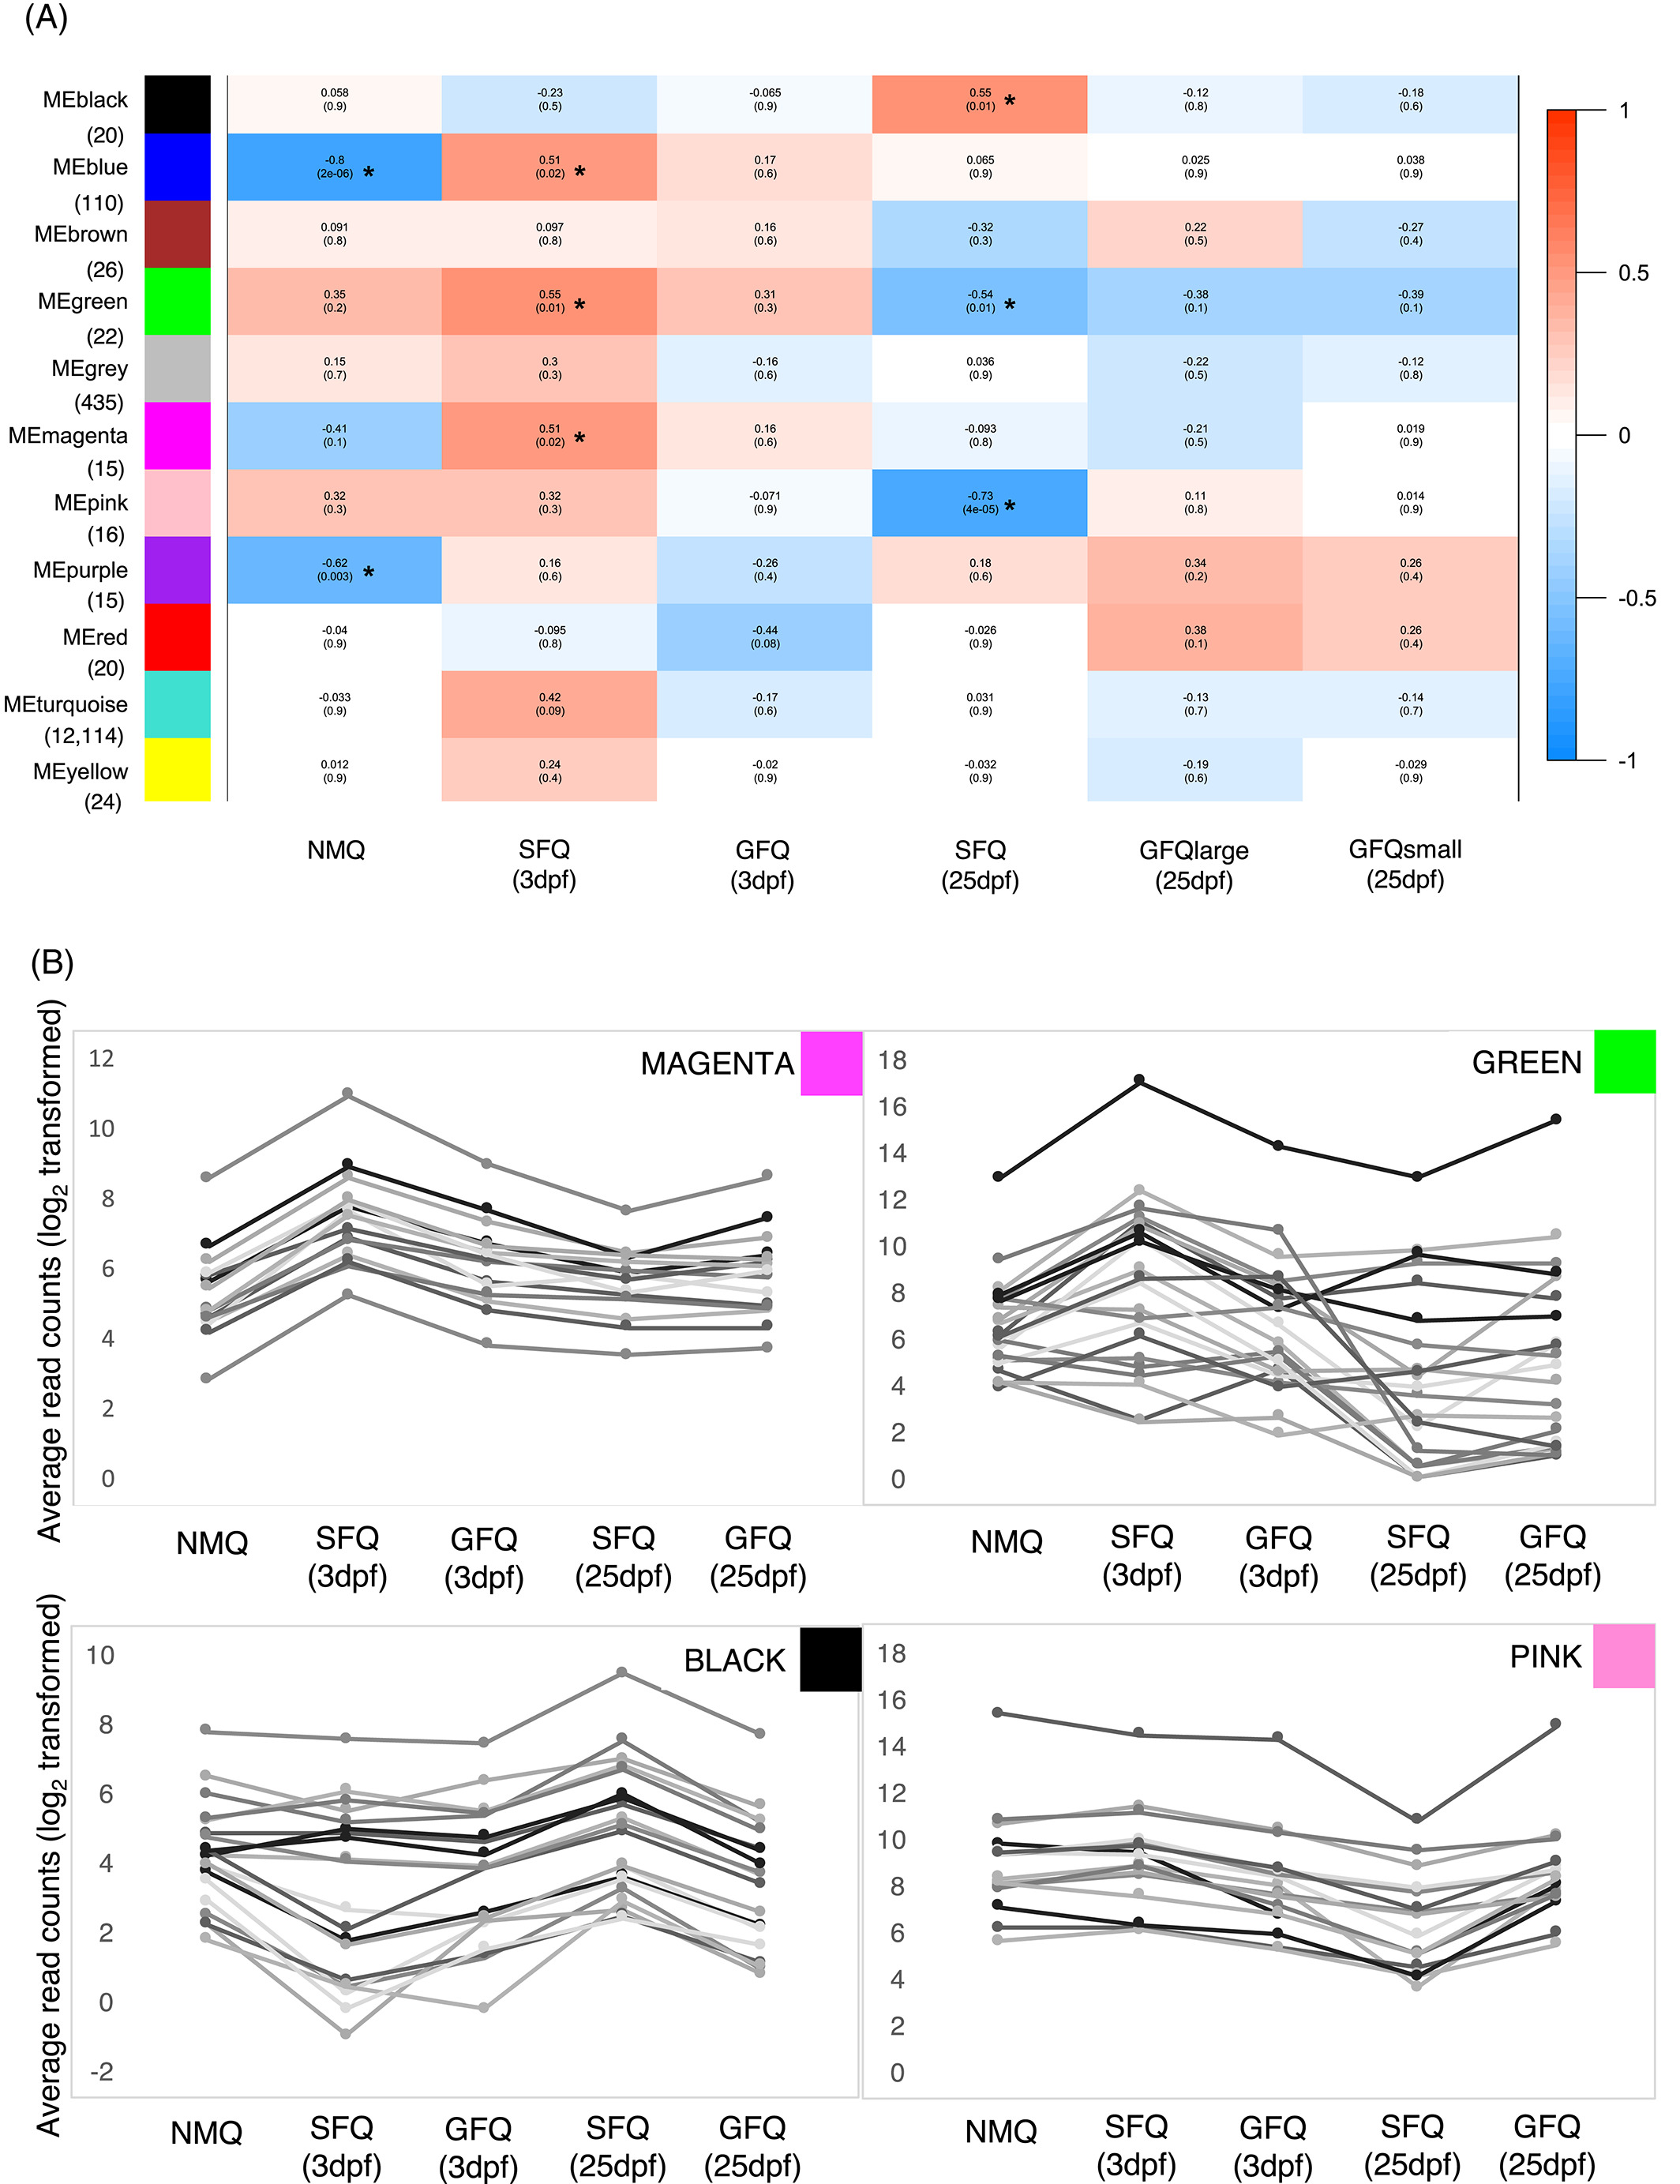 (A)
MEblack
(20)
0.058
(0.9)
-0.23
(0.5)
-0.065
(0.9)
0.55
(0.01) *
-0.12
(0.8)
-0.18
(0.6)
MEblue
(110)
-0.8
(2e-06) *
0.51
(0.02) *
0.17
(0.6)
0.065
(0.9)
0.025
(0.9)
0.038
(0.9)
MEbrown
(26)
0.091
(0.8)
0.097
(0.8)
0.16
(0.6)
-0.32
(0.3)
0.22
(0.5)
-0.27
(0.4)
MEgreen
(22)
0.35
(0.2)
0.55
(0.01) *
0.31
(0.3)
-0.54
(0.01) *
-0.38
(0.1)
-0.39
(0.1)
MEgrey
(435)
0.15
(0.7)
0.3
(0.3)
-0.16
(0.6)
0.036
(0.9)
-0.22
(0.5)
-0.12
(0.8)
MEmagenta
(15)
-0.41
(0.1)
0.51
(0.02) *
0.16
(0.6)
-0.093
(0.8)
-0.21
(0.5)
0.019
(0.9)
MEpink
(16)
0.32
(0.3)
0.32
(0.3)
-0.071
(0.9)
-0.73
(4e-05) *
0.11
(0.8)
0.014
(0.9)
MEpurple
(15)
-0.62
(0.003) *
0.16
(0.6)
-0.26
(0.4)
0.18
(0.6)
0.34
(0.2)
0.26
(0.4)
MEred
(20)
-0.04
(0.9)
-0.095
(0.8)
-0.44
(0.08)
-0.026
(0.9)
0.38
(0.1)
0.26
(0.4)
MEturquoise
(12,114)
-0.033
(0.9)
0.42
(0.09)
-0.17
(0.6)
0.031
(0.9)
-0.13
(0.7)
-0.14
(0.7)
MEyellow
(24)
0.012
(0.9)
0.24
(0.4)
-0.02
(0.9)
-0.032
(0.9)
-0.19
(0.6)
-0.029
(0.9)
1
0.5
0
-0.5
-1
NMQ
SFQ
(3dpf)
GFQ
(3dpf)
SFQ
(25dpf)
GFQlarge
(25dpf)
GFQsmall
(25dpf)
(B)
Average read counts (log2 transformed)
MAGENTA
12
10
8
6
4
2
0
NMQ
SFQ
(3dpf)
GFQ
(3dpf)
SFQ
(25dpf)
GFQ
(25dpf)
GREEN
18
16
14
12
10
8
6
4
2
0
NMQ
SFQ
(3dpf)
GFQ
(3dpf)
SFQ
(25dpf)
GFQ
(25dpf)
Average read counts (log2 transformed)
BLACK
10
8
6
4
2
0
-2
NMQ
SFQ
(3dpf)
GFQ
(3dpf)
SFQ
(25dpf)
GFQ
(25dpf)
PINK
18
16
14
12
10
8
6
4
2
0
NMQ
SFQ
(3dpf)
GFQ
(3dpf)
SFQ
(25dpf)
GFQ
(25dpf)